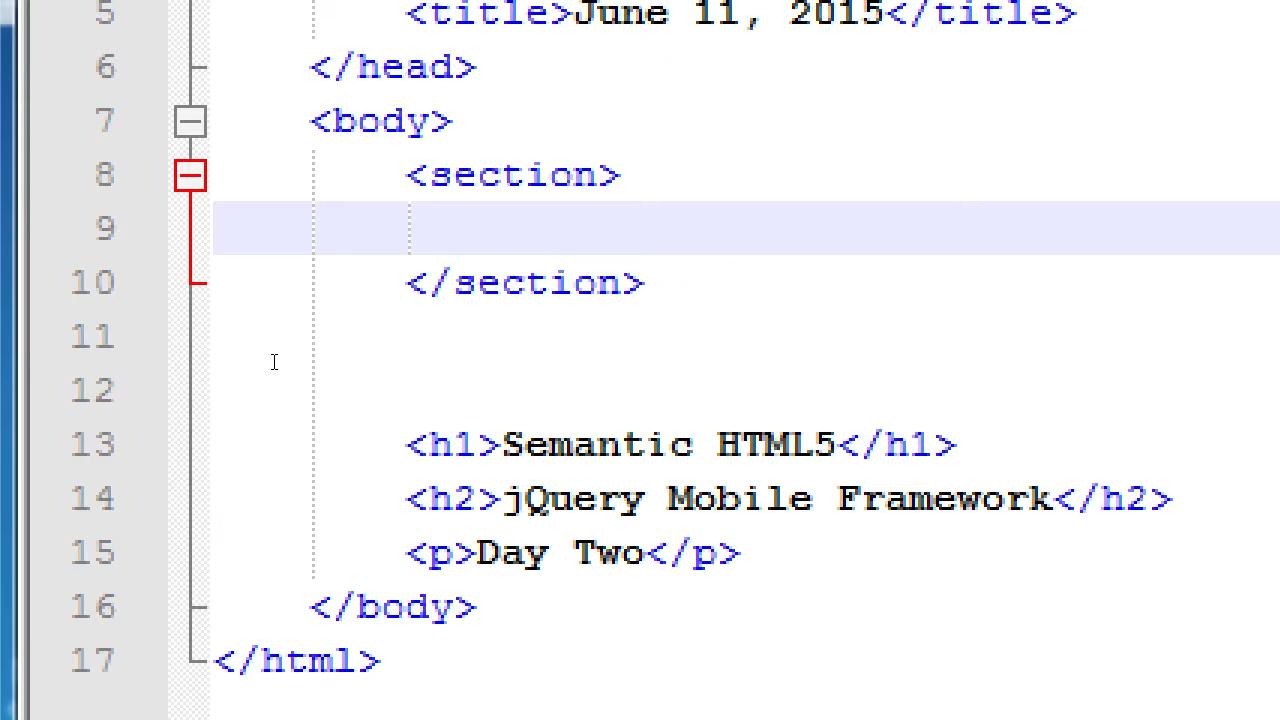 5 <title>June 11, 2015</title>
6 </head>
7 <body>
8 <section>
9
10 </section>
11
12
13 <h1>Semantic HTML5</h1>
14 <h2>jQuery Mobile Framework</h2>
15 <p>Day Two</p>
16 </body>
17 </html>